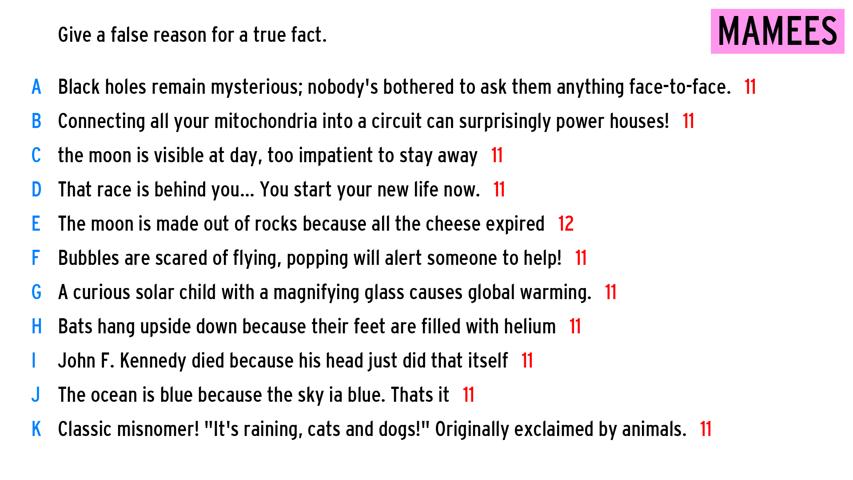 Give a false reason for a true fact.
MAMEES
A Black holes remain mysterious; nobody's bothered to ask them anything face-to-face. 11
B Connecting all your mitochondria into a circuit can surprisingly power houses! 11
C the moon is visible at day, too impatient to stay away 11
D That race is behind you... You start your new life now. 11
E The moon is made out of rocks because all the cheese expired 12
F Bubbles are scared of flying, popping will alert someone to help! 11
G A curious solar child with a magnifying glass causes global warming. 11
H Bats hang upside down because their feet are filled with helium 11
I John F. Kennedy died because his head just did that itself 11
J The ocean is blue because the sky ia blue. Thats it 11
K Classic misnomer! "It's raining, cats and dogs!" Originally exclaimed by animals. 11